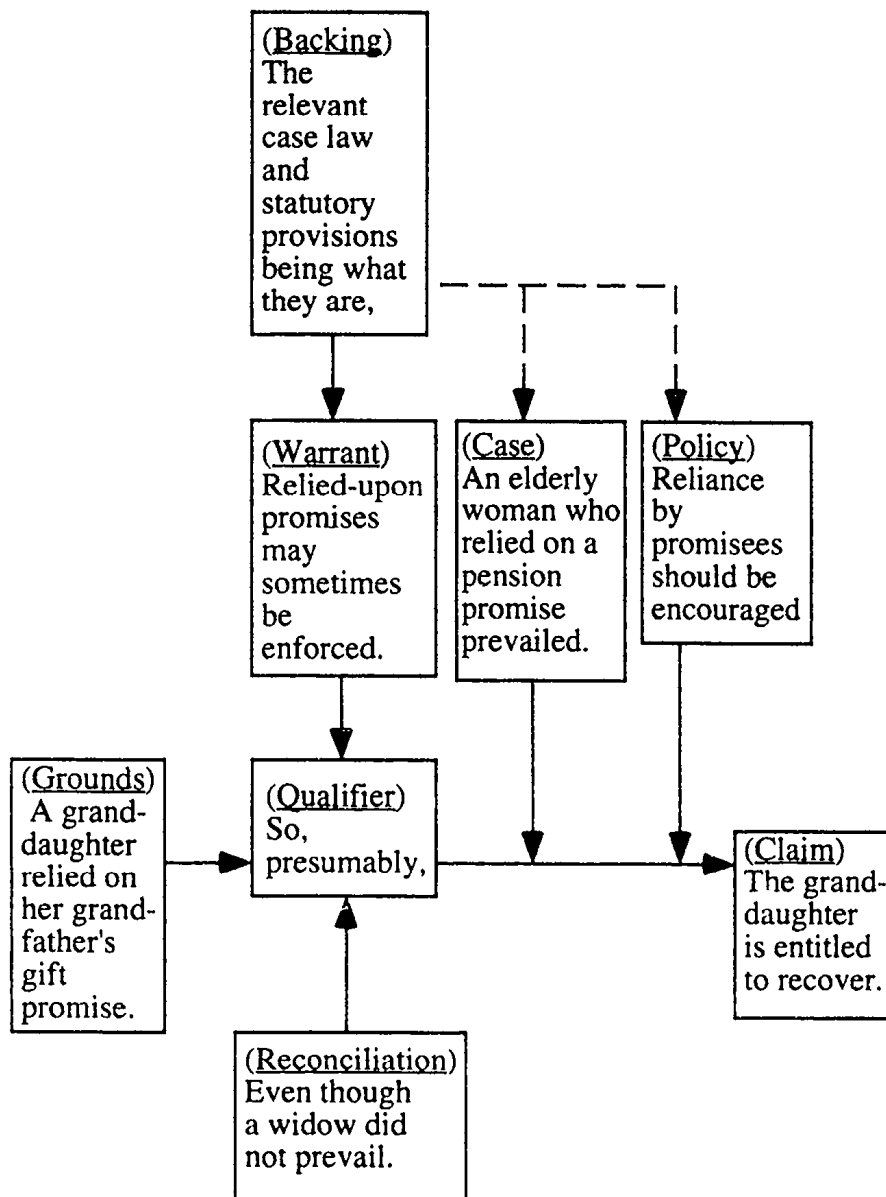 (Backing)
The
relevant
case law
and
statutory
provisions
being what
they are,
(Warrant)
Relied-upon
promises
may
sometimes
be
enforced.
(Case)
An elderly
woman who
relied on a
pension
promise
prevailed.
(Policy)
Reliance
by
promisees
should be
encouraged
(Grounds)
A grand-
daughter
relied on
her grand-
father's
gift
promise.
(Qualifier)
So,
presumably,
(Claim)
The grand-
daughter
is entitled
to recover.
(Reconciliation)
Even though
a widow did
not prevail.